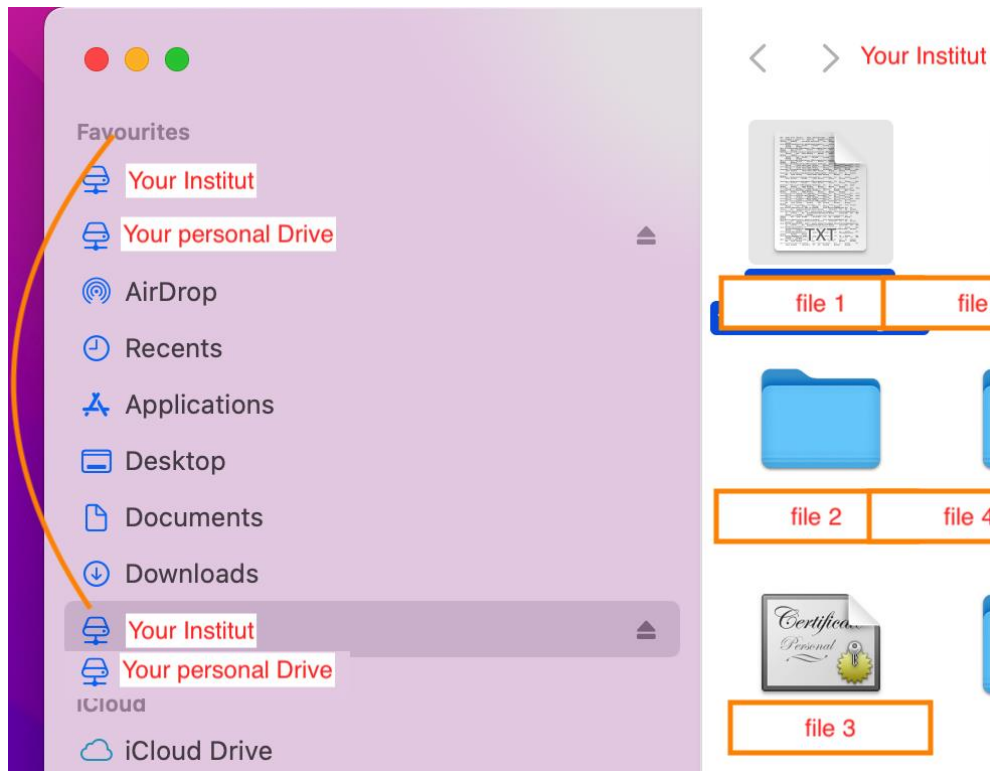 Favourites
Your Institut
Your personal Drive
AirDrop
Recents
Applications
Desktop
Documents
Downloads
Your Institut
Your personal Drive
iCloud
iCloud Drive
Your Institut
TXT
file 1
file
file 2
file 4
Certificate
Personal
file 3